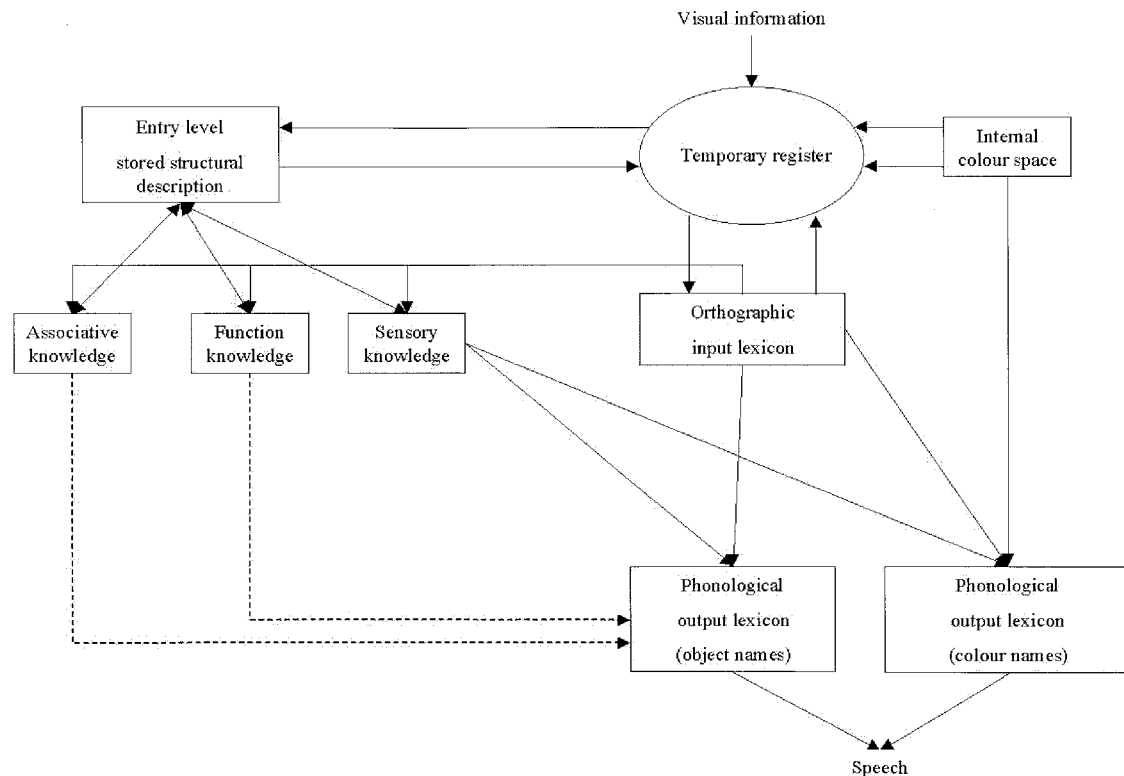 Visual information
Entry level
stored structural
description
Temporary register
Internal
colour space
Associative
knowledge
Function
knowledge
Sensory
knowledge
Orthographic
input lexicon
Phonological
output lexicon
(object names)
Phonological
output lexicon
(colour names)
Speech